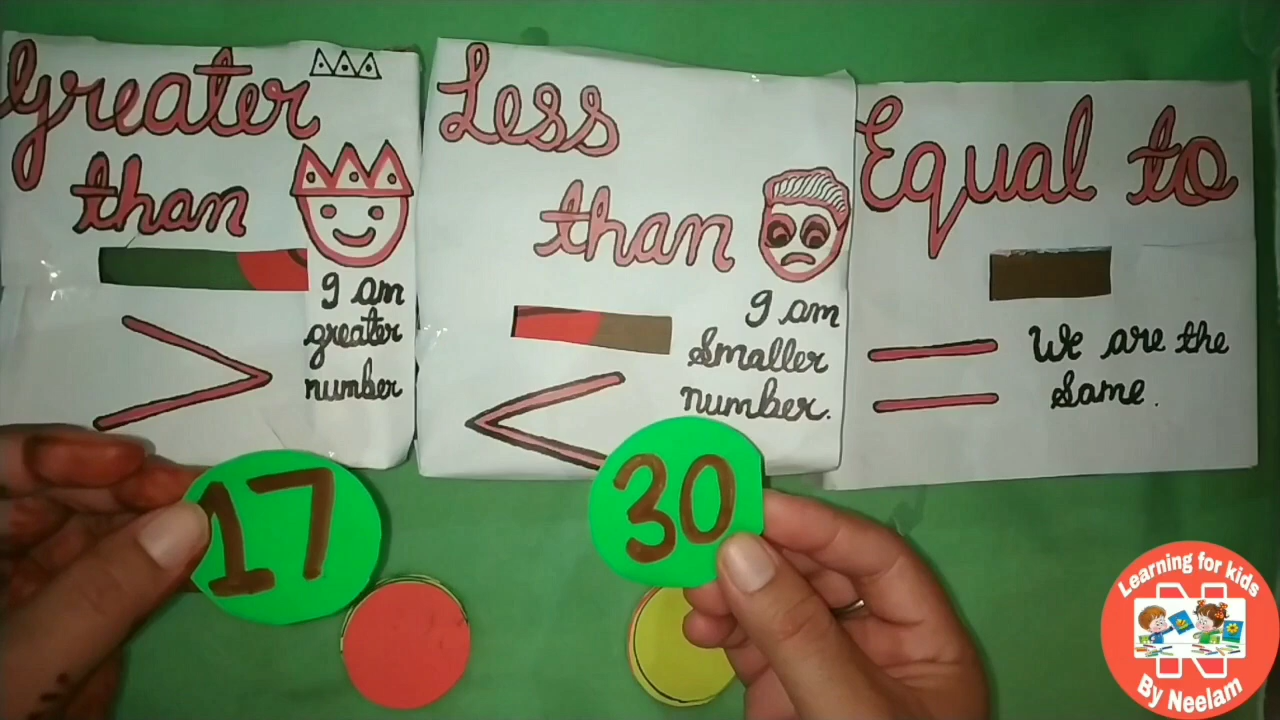 Greater
than
I am
greater
number
>
Less
than
I am
Smaller
number.
<
Equal to
=
We are the
Same.
17
30
Learning for kids
N
By Neelam